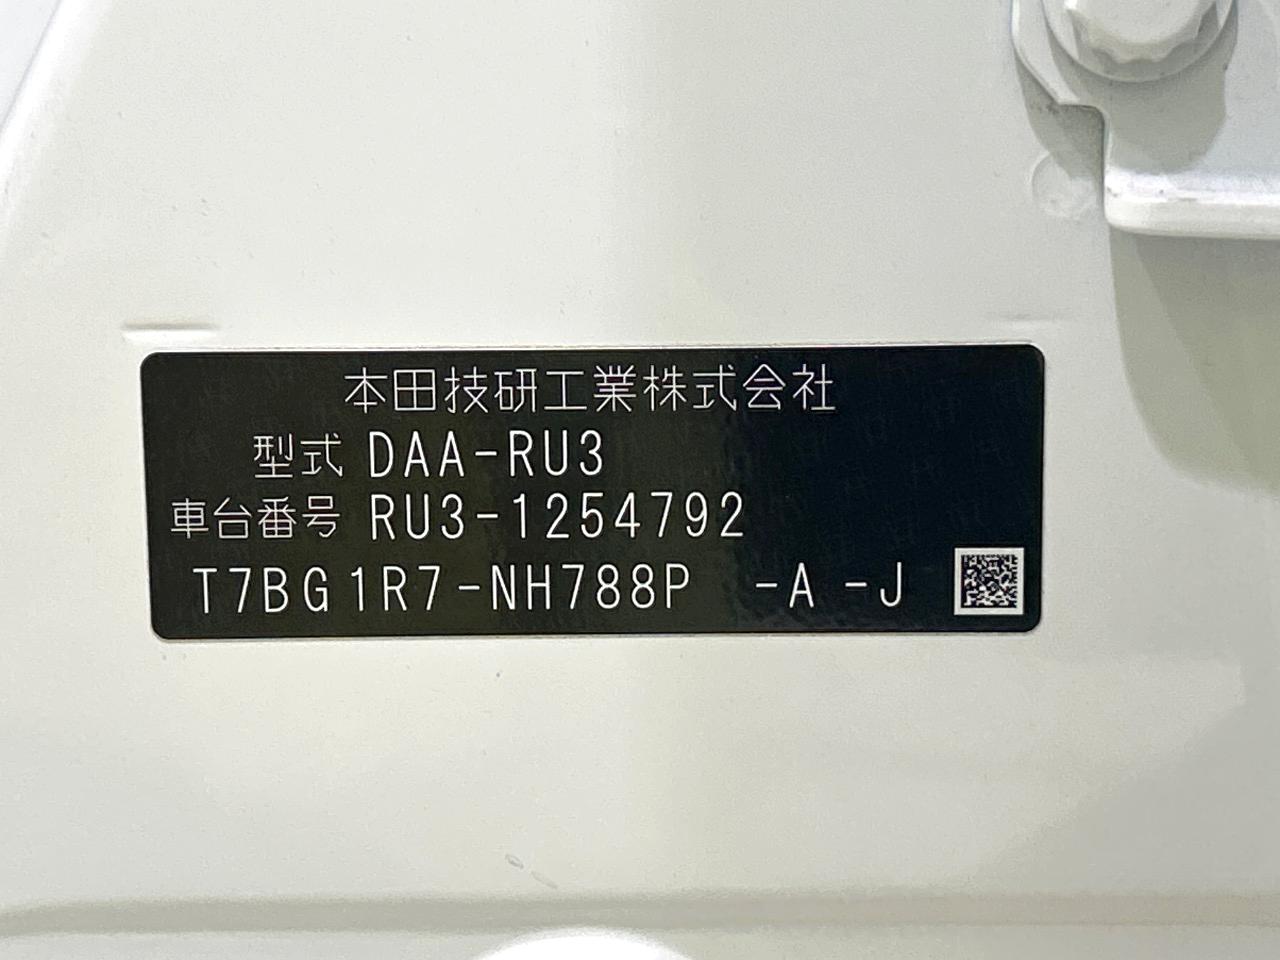 本田技研工業株式会社
型式 DAA-RU3
車台番号 RU3-1254792
T7BG1R7-NH788P -A -J